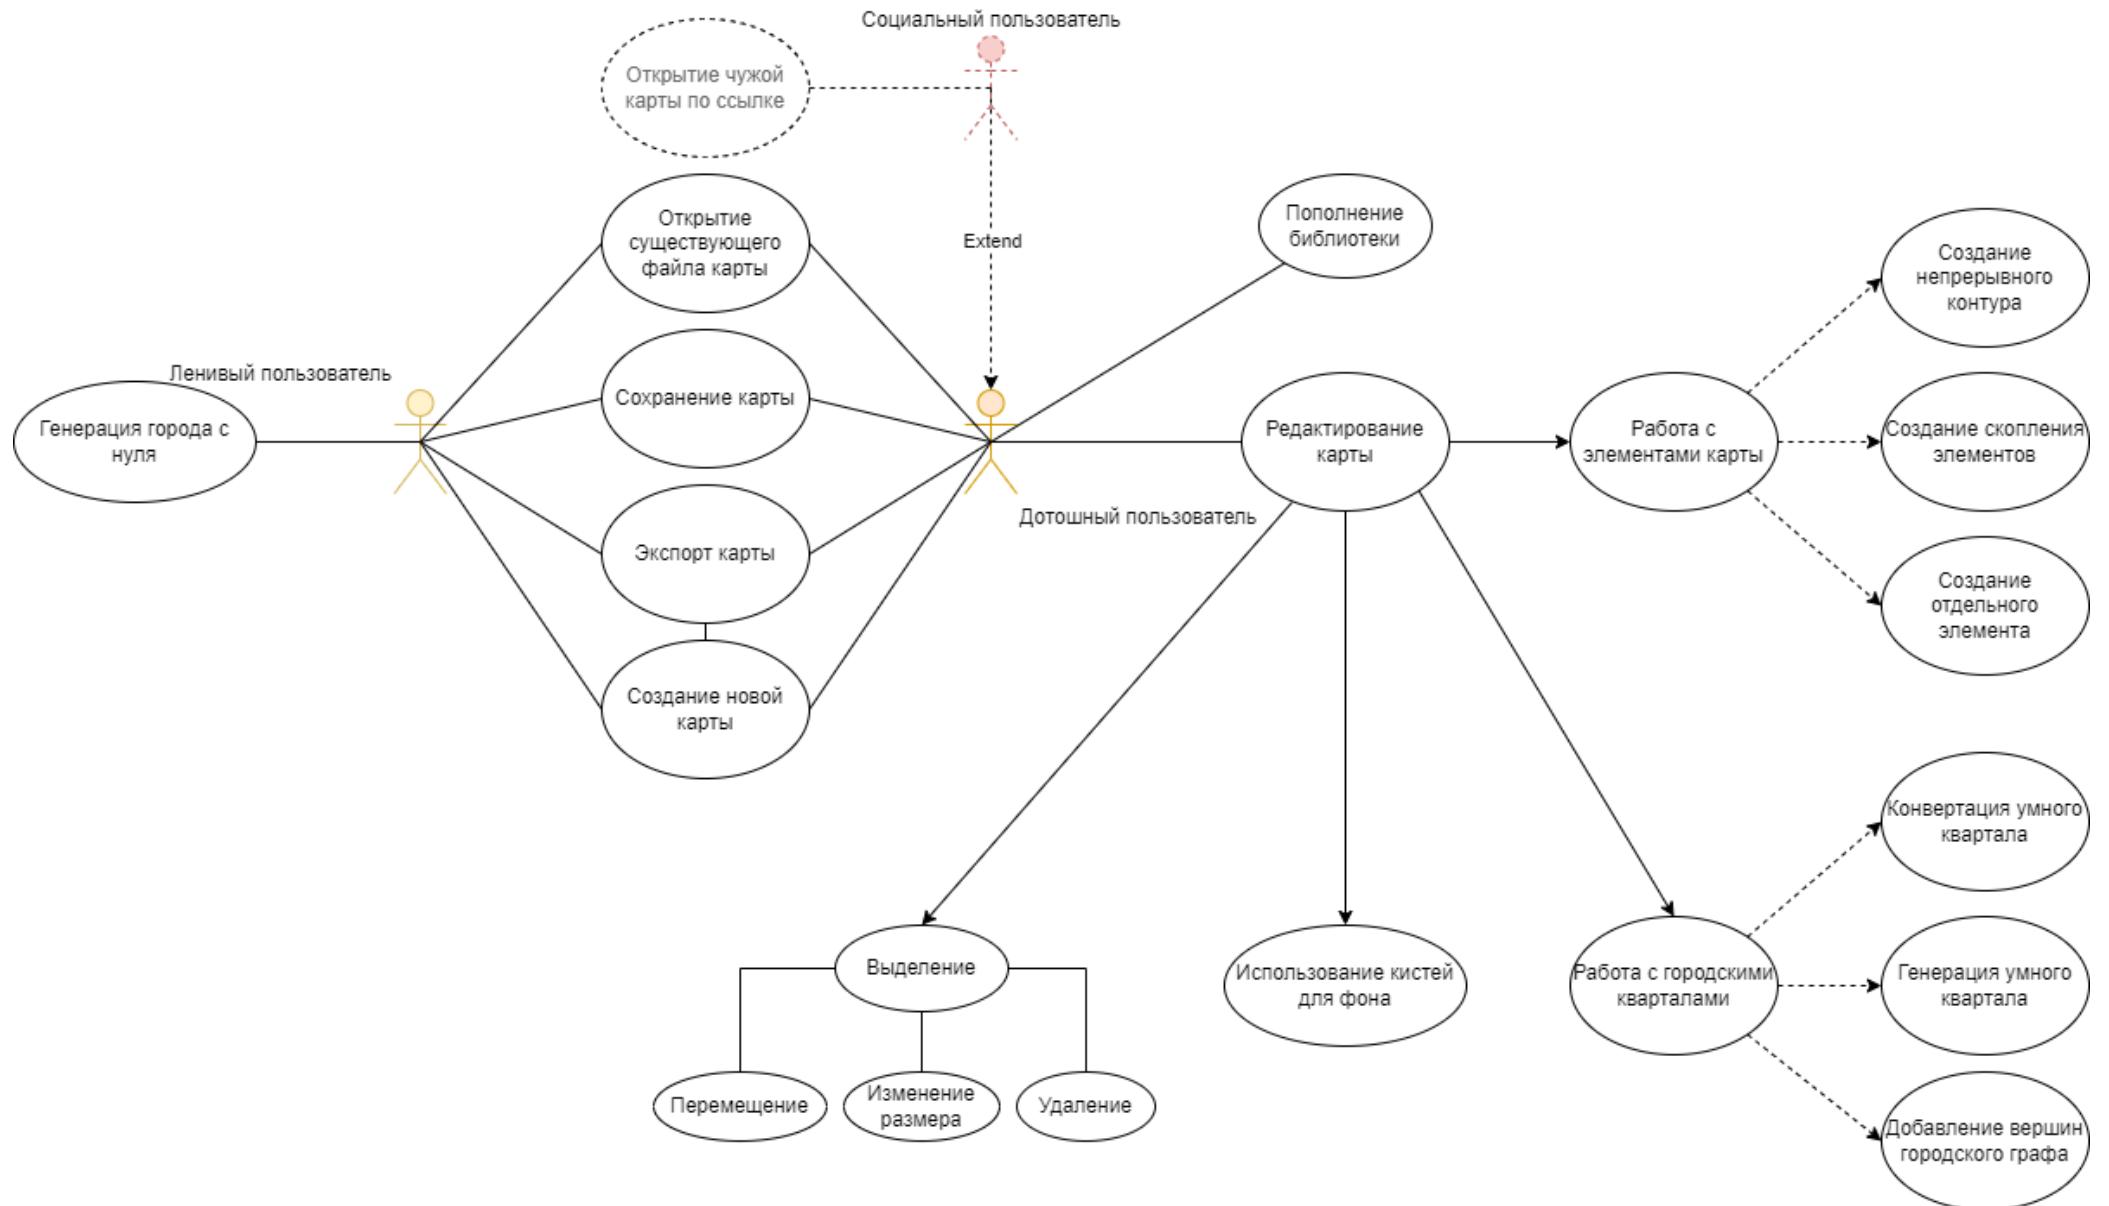 Социальный пользователь
Открытие чужой
карты по ссылке
Открытие
существующего
файла карты
Extend
Пополнение
библиотеки
Создание
непрерывного
контура
Ленивый пользователь
Генерация города с
нуля
Сохранение карты
Редактирование
карты
Работа с
элементами карты
Создание скопления
элементов
Дотошный пользователь
Экспорт карты
Создание
отдельного
элемента
Создание новой
карты
Конвертация умного
квартала
Выделение
Использование кистей
для фона
Работа с городскими
кварталами
Генерация умного
квартала
Перемещение
Изменение
размера
Удаление
Добавление вершин
городского графа